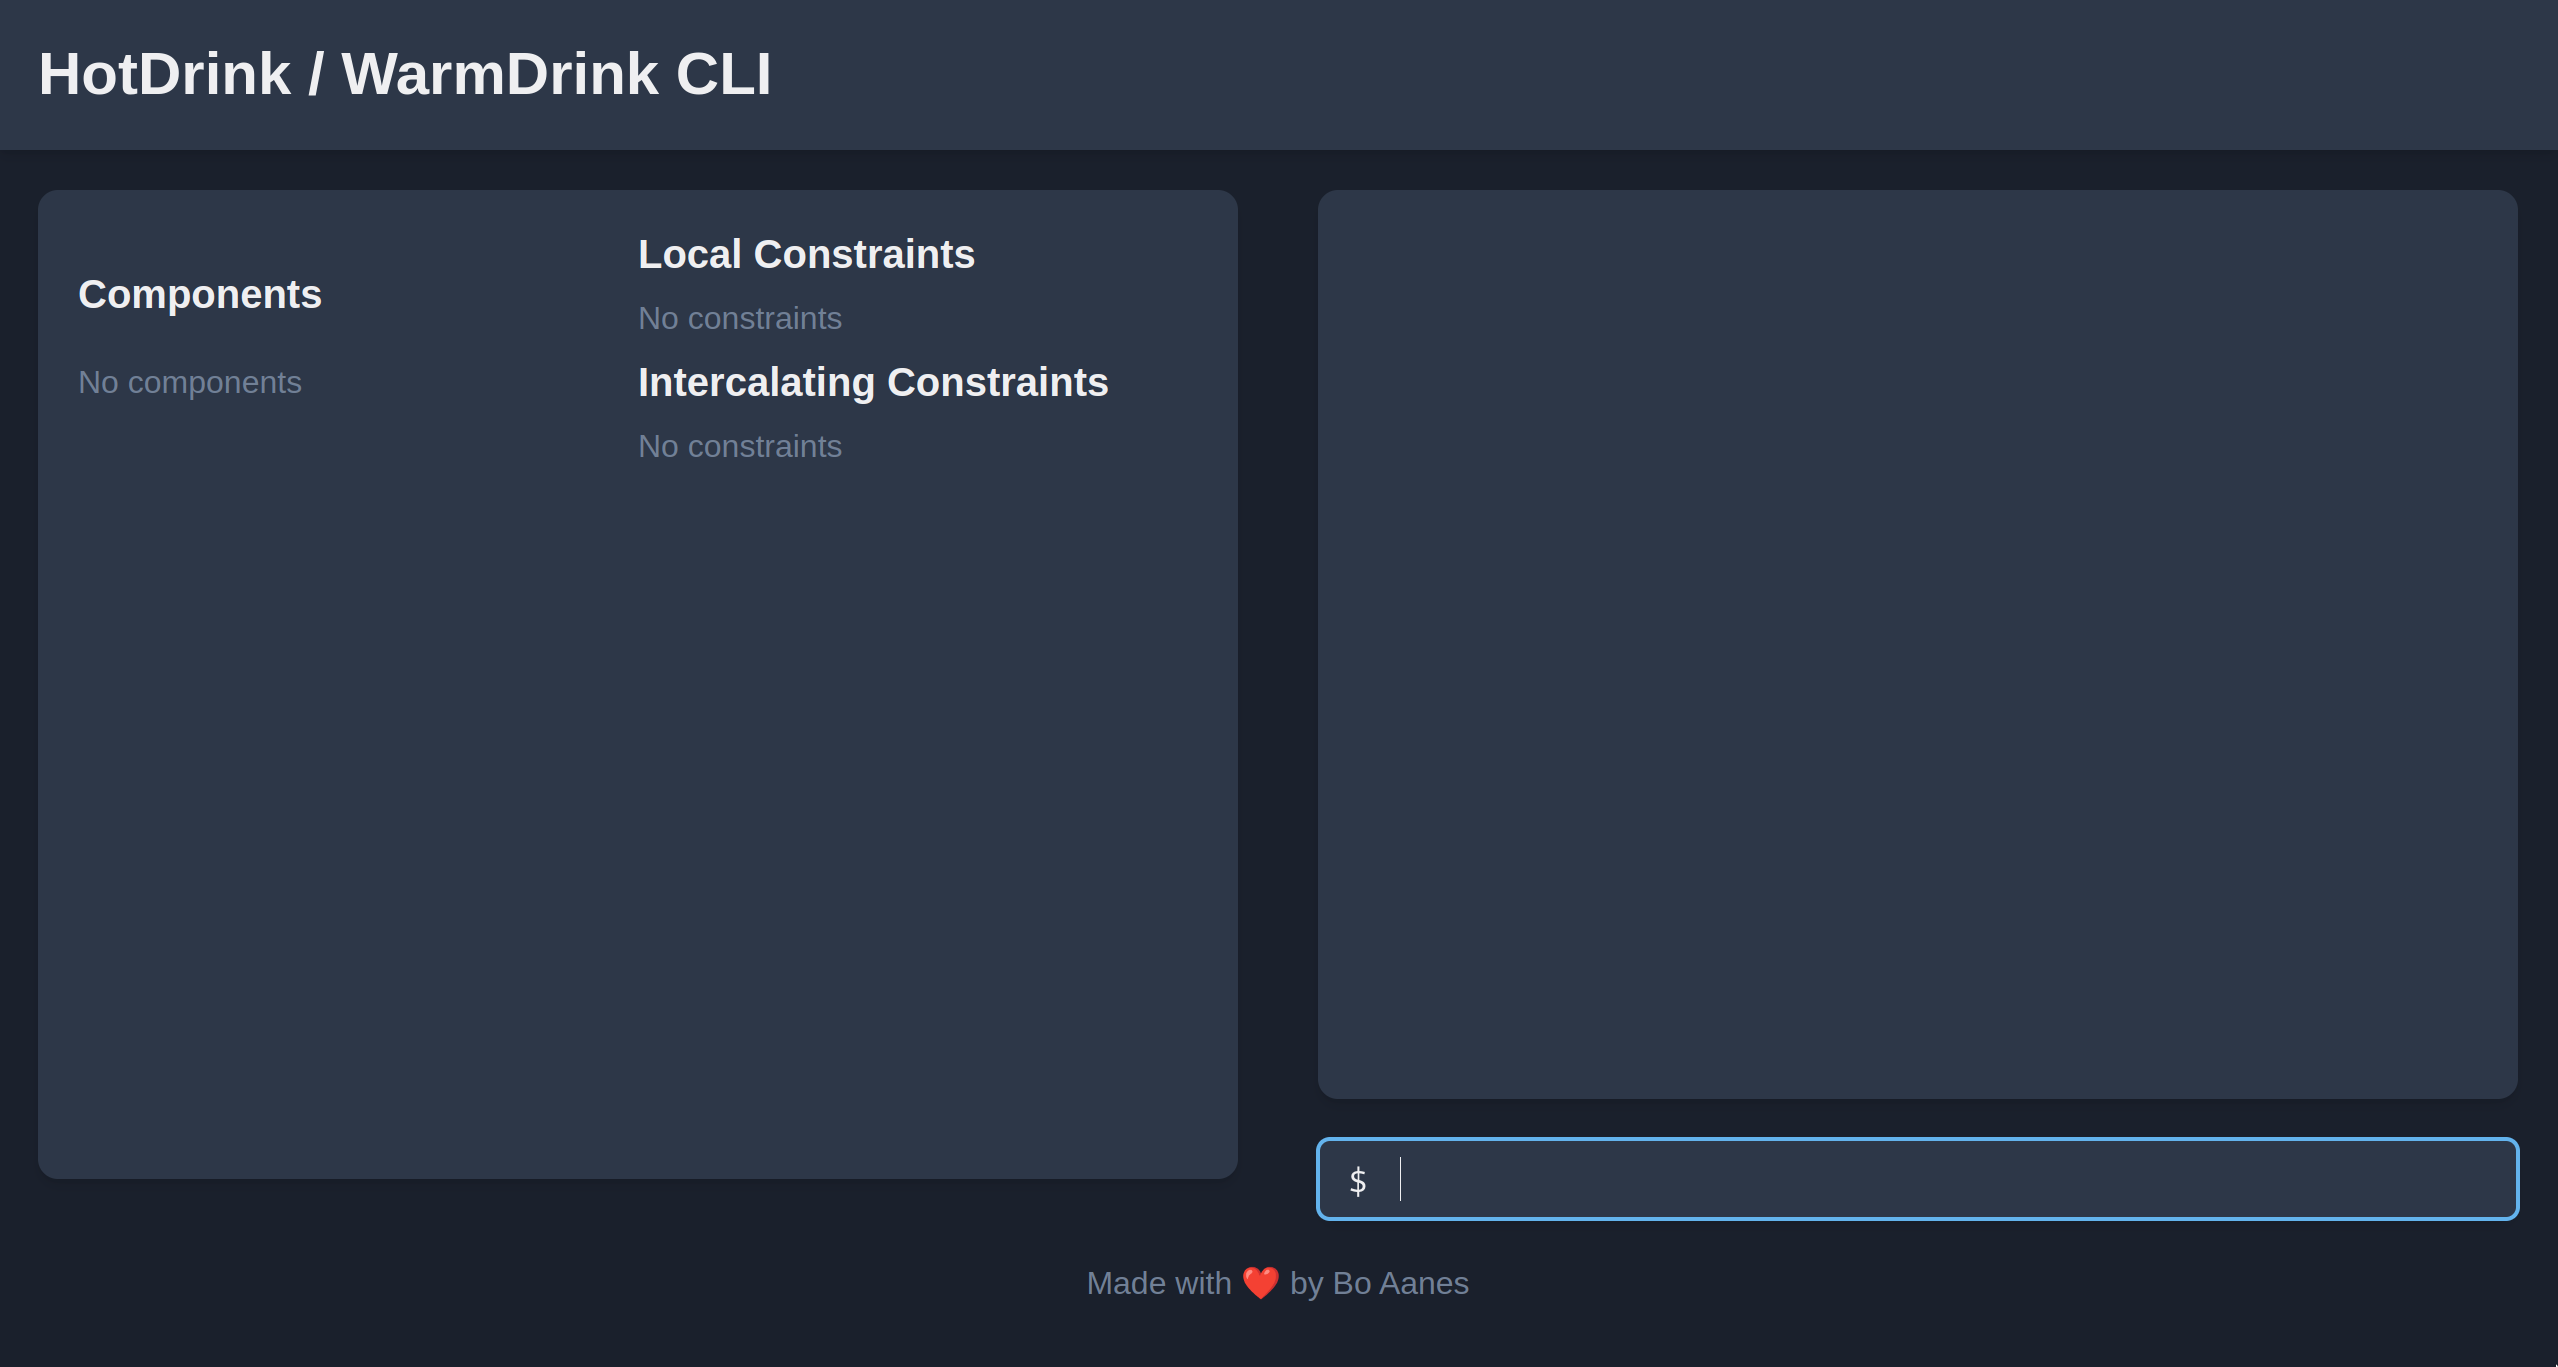 HotDrink / WarmDrink CLI
Components
No components
Local Constraints
No constraints
Intercalating Constraints
No constraints
$
Made with ❤️ by Bo Aanes